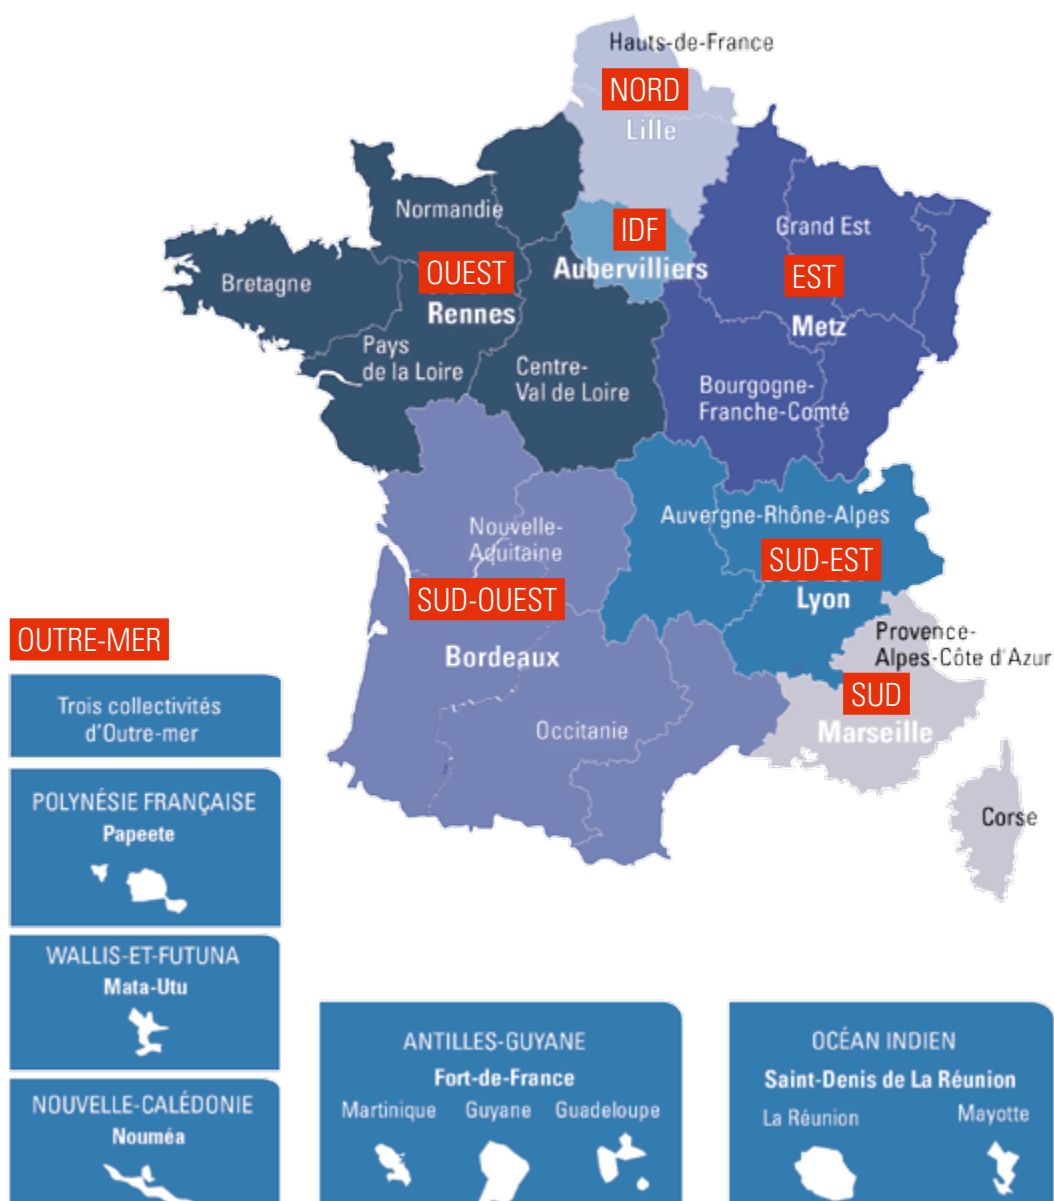 Hauts-de-France
NORD
Lille
Normandie
IDF
Grand Est
Aubervilliers
OUEST
EST
Bretagne
Rennes
Metz
Pays
de la Loire
Centre-
Val de Loire
Bourgogne-
Franche-Comté
Auvergne-Rhône-Alpes
Nouvelle-
Aquitaine
SUD-EST
Lyon
SUD-OUEST
Bordeaux
Provence-
Alpes-Côte d'Azur
SUD
Marseille
Occitanie
Corse
OUTRE-MER
Trois collectivités
d'Outre-mer
POLYNÉSIE FRANÇAISE
Papeete
WALLIS-ET-FUTUNA
Mata-Utu
NOUVELLE-CALÉDONIE
Nouméa
ANTILLES-GUYANE
Fort-de-France
Martinique Guyane Guadeloupe
OCÉAN INDIEN
Saint-Denis de La Réunion
La Réunion Mayotte